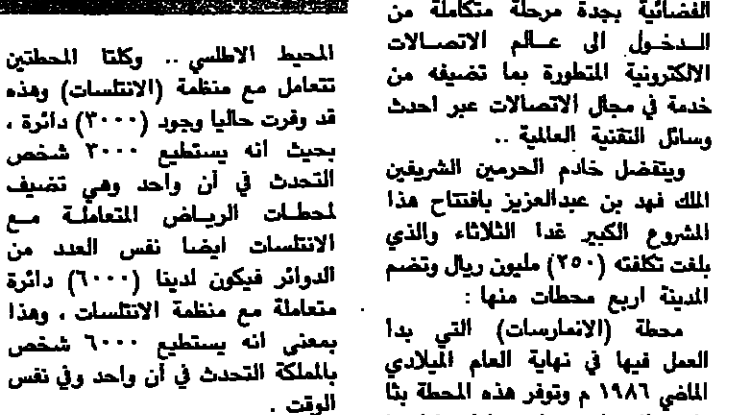 الفضائية بجدة مرحلة متكاملة من
الدخول الى عالم الاتصالات
الالكترونية المتطورة بما تضيفه من
خدمة في مجال الاتصالات عبر احدث
وسائل التقنية العالمية ..
ويتفضل خادم الحرمين الشريفين
الملك فهد بن عبدالعزيز بافتتاح هذا
المشروع الكبير غدا الثلاثاء والذي
بلغت تكلفته (٢٥٠) مليون ريال وتضم
المدينة اربع محطات منها :
محطة (الانمارسات) التي بدا
العمل فيها في نهاية العام الميلادي
الماضي ١٩٨٦ م وتوفر هذه المحطة بثا
المحيط الاطلسي .. وكلتا المحطتين
تتعامل مع منظمة (الانتلسات) وهذه
قد وفرت حاليا وجود (٣٠٠٠) دائرة ،
بحيث انه يستطيع ٣٠٠٠ شخص
التحدث في آن واحد وهي تضيف
لمحطات الرياض المتعاملة مع
الانتلسات ايضا نفس العدد من
الدوائر فيكون لدينا (٦٠٠٠) دائرة
متعاملة مع منظمة الانتلسات ، وهذا
بمعنى انه يستطيع ٦٠٠٠ شخص
بالمملكة التحدث في آن واحد وفي نفس
الوقت .